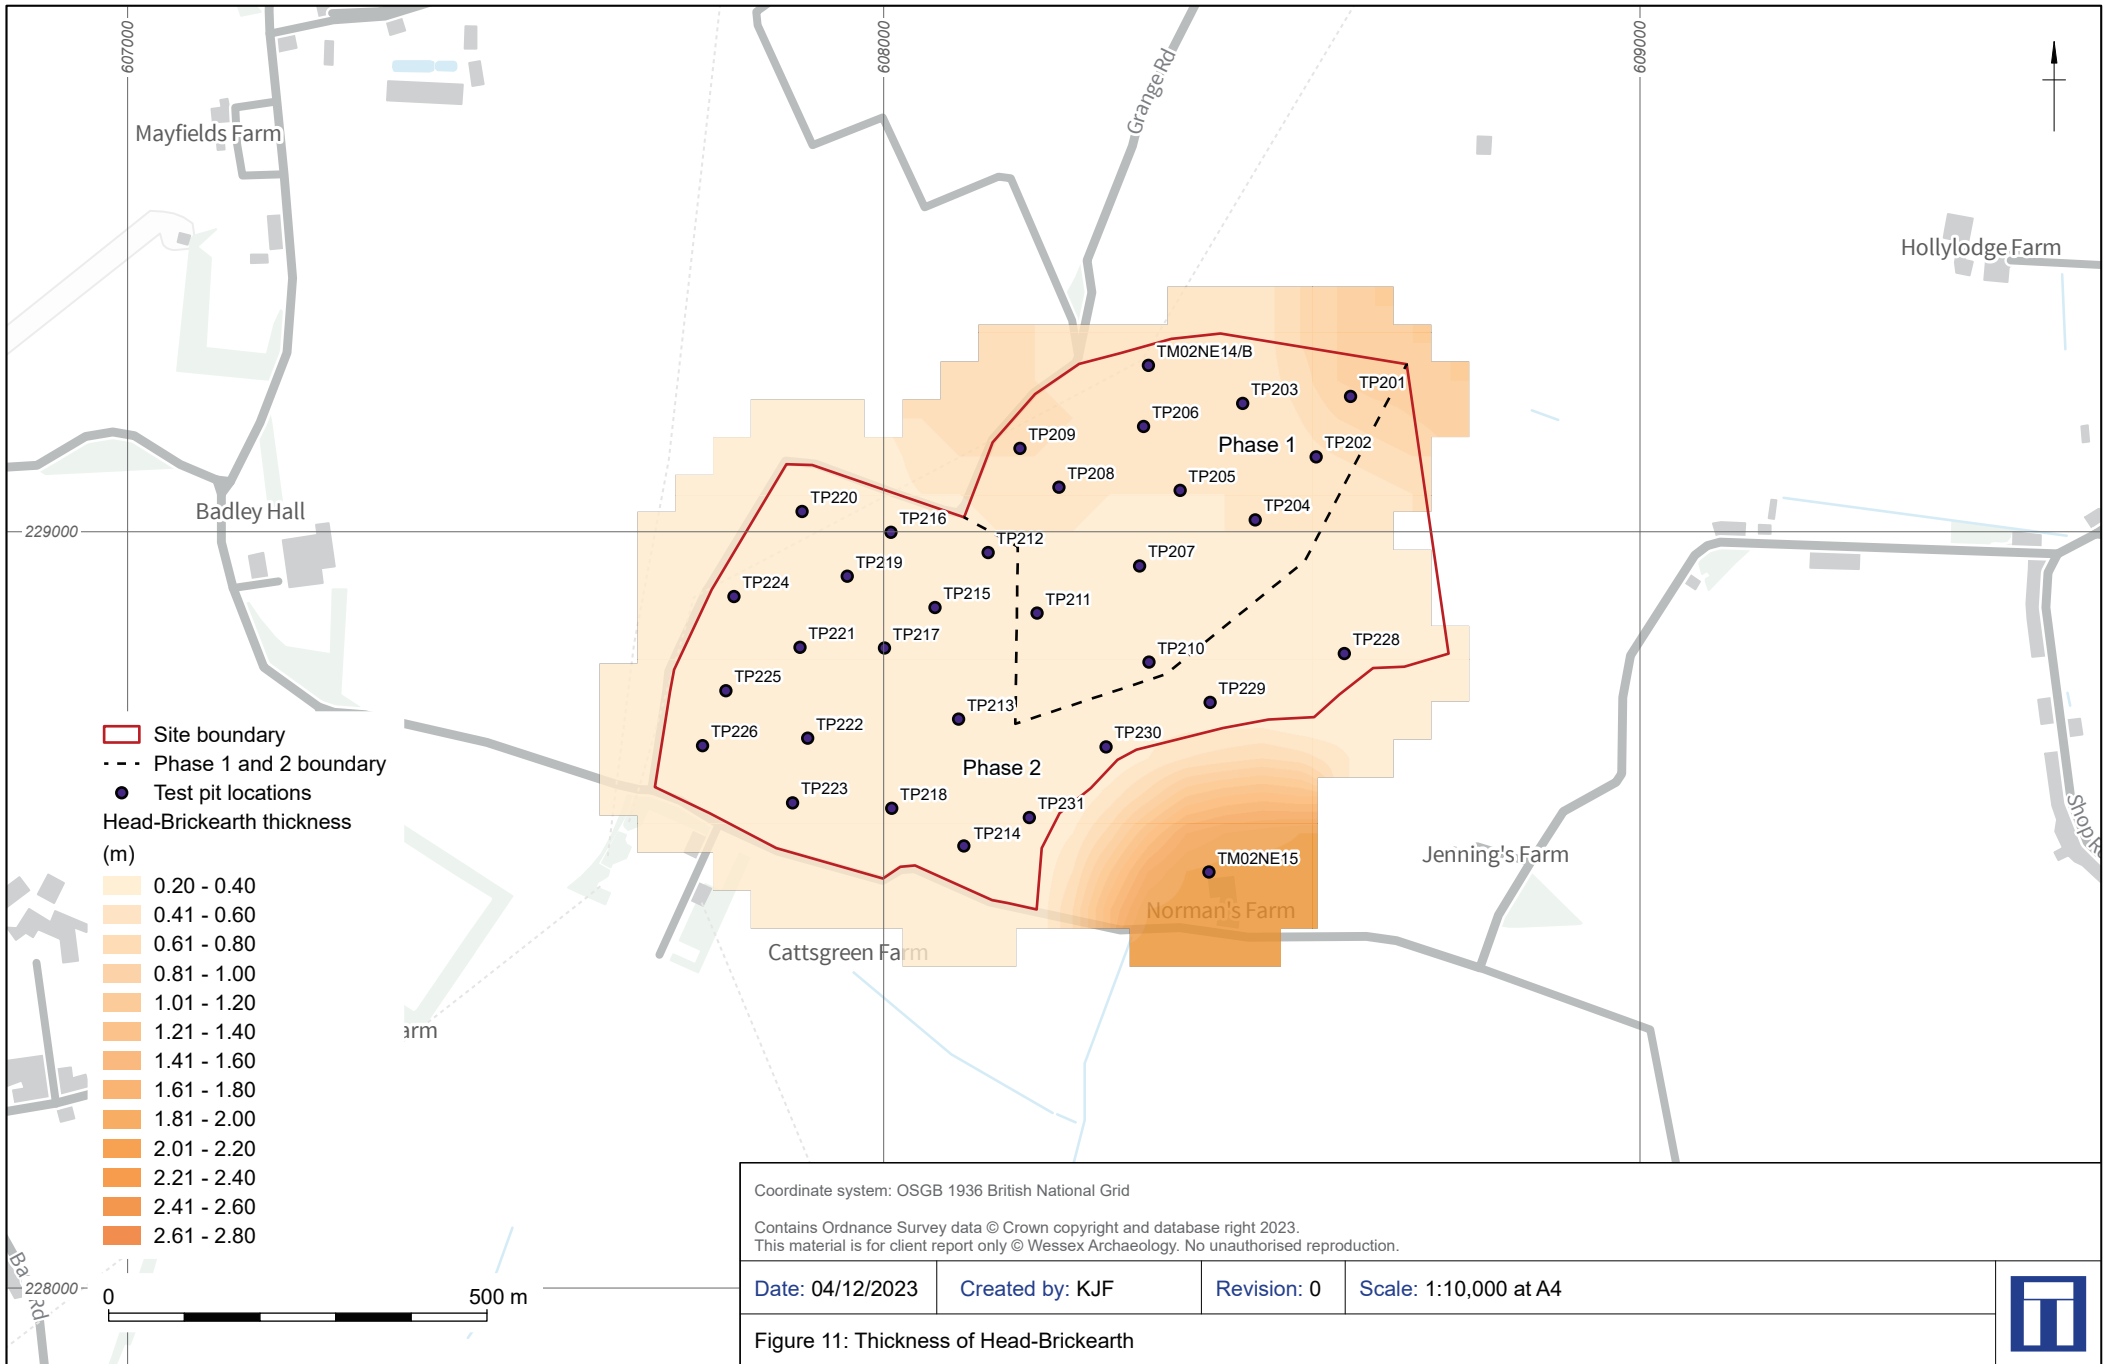 607000
608000
609000
Grange Rd
Mayfields Farm
Hollylodge Farm
TM02NE14/B
TP201
TP203
TP206
TP209
Phase 1
TP202
TP208
TP205
TP220
Badley Hall
TP216
TP204
229000
TP212
TP219
TP207
TP224
TP215
TP211
TP221
TP217
TP228
TP210
TP225
TP229
TP213
TP226
TP222
TP230
Phase 2
TP223
TP218
TP231
TP214
Jenning's Farm
Shop R
TM02NE15
Norman's Farm
Cattsgreen Farm
arm
Site boundary
Phase 1 and 2 boundary
Test pit locations
Head-Brickearth thickness
(m)
0.20 - 0.40
0.41 - 0.60
0.61 - 0.80
0.81 - 1.00
1.01 - 1.20
1.21 - 1.40
1.41 - 1.60
1.61 - 1.80
1.81 - 2.00
2.01 - 2.20
2.21 - 2.40
2.41 - 2.60
2.61 - 2.80
Ba
Rd
228000
0 500 m
Coordinate system: OSGB 1936 British National Grid
Contains Ordnance Survey data © Crown copyright and database right 2023.
This material is for client report only © Wessex Archaeology. No unauthorised reproduction.
Date: 04/12/2023 Created by: KJF Revision: 0 Scale: 1:10,000 at A4
Figure 11: Thickness of Head-Brickearth